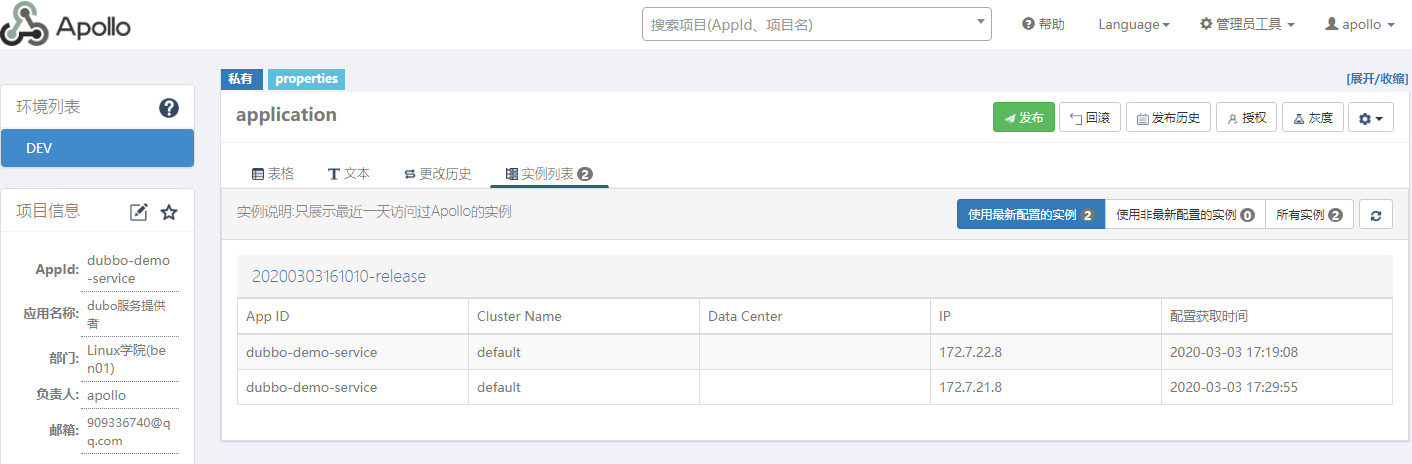 Apollo
搜索项目(AppId、项目名)
帮助
Language
管理员工具
apollo
环境列表
DEV
项目信息
AppId:
dubbo-demo
-service
应用名称:
dubo服务提供
者
部门:
Linux学院(be
n01)
负责人:
apollo
邮箱:
909336740@q
q.com
私有
properties
[展开/收缩]
application
发布
回滚
发布历史
授权
灰度
表格
文本
更改历史
实例列表 2
实例说明:只展示最近一天访问过Apollo的实例
使用最新配置的实例 2
使用非最新配置的实例 0
所有实例 2
20200303161010-release
App ID Cluster Name Data Center IP 配置获取时间
dubbo-demo-service default 172.7.22.8 2020-03-03 17:19:08
dubbo-demo-service default 172.7.21.8 2020-03-03 17:29:55